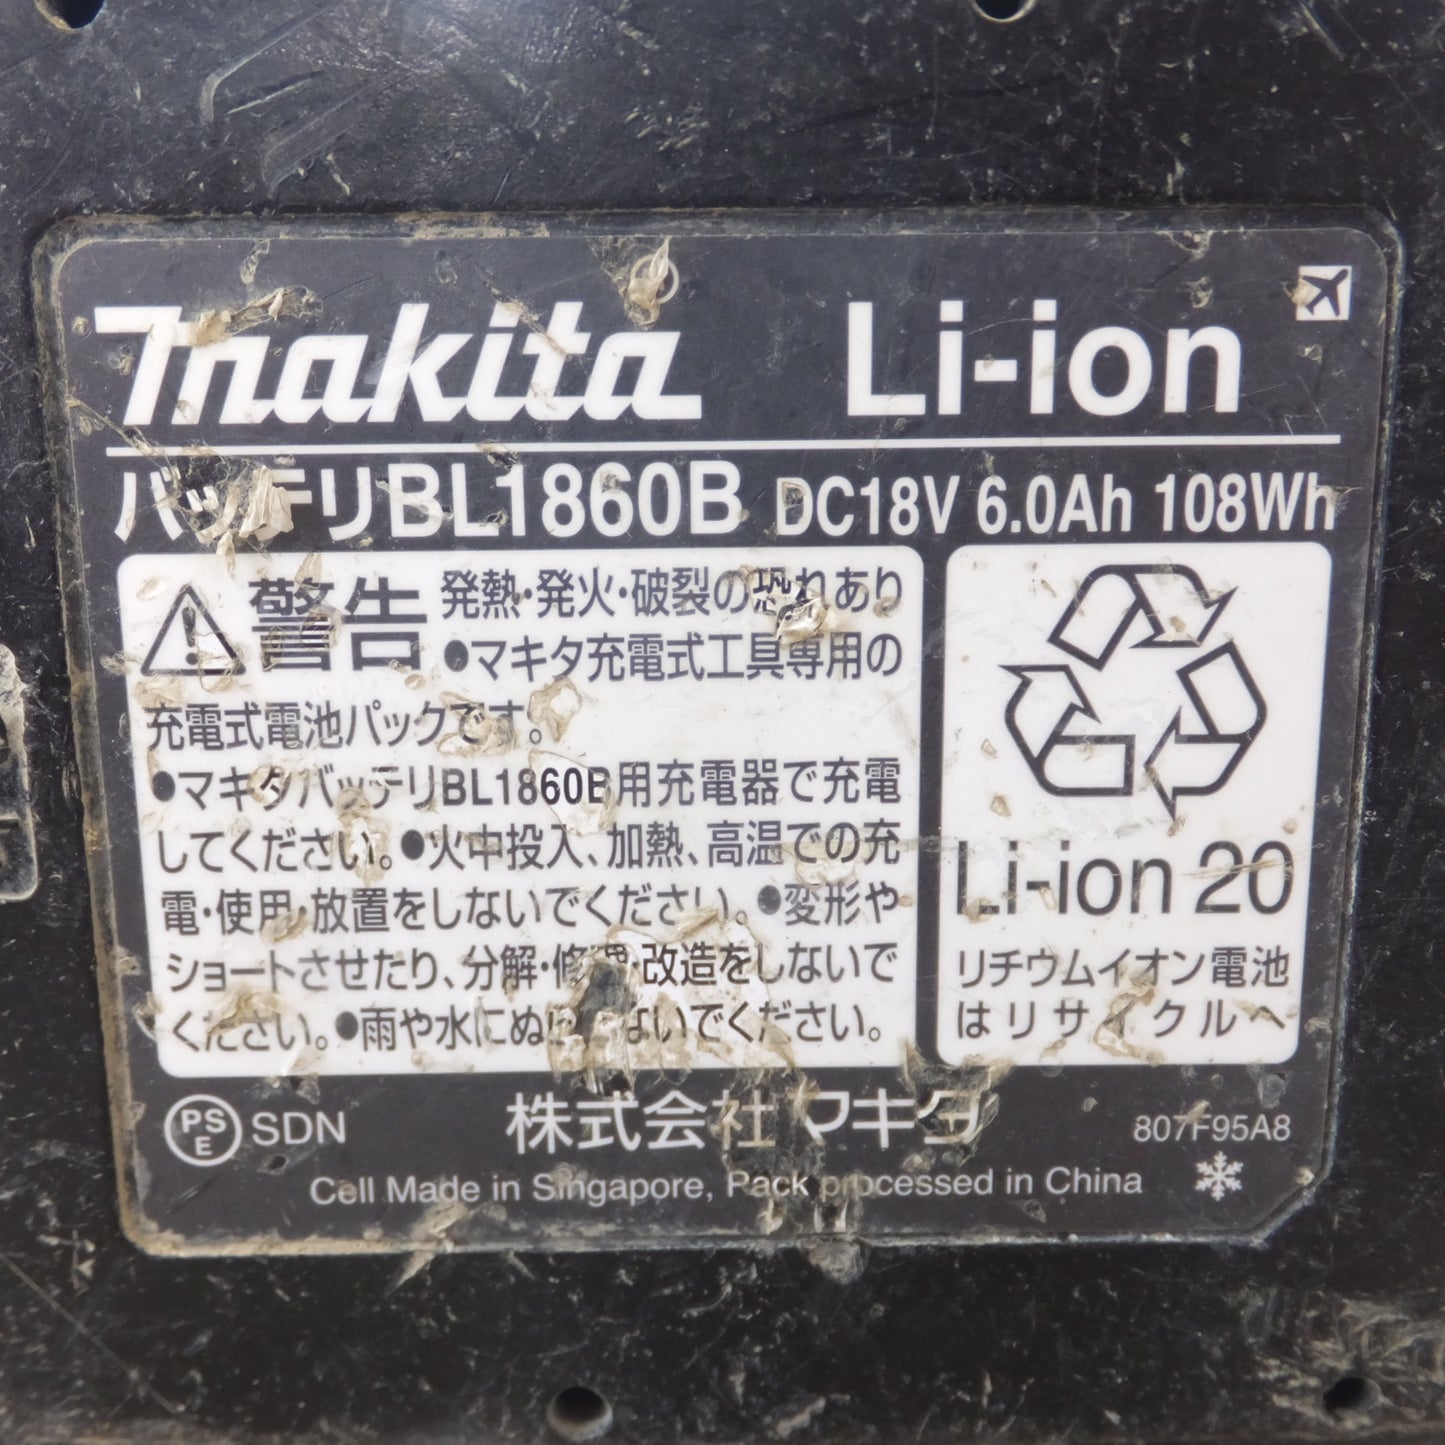 makita Li-ion
バッテリBL1860B DC18V 6.0Ah 108Wh
警告 発熱・発火・破裂の恐れあり
●マキタ充電式工具専用の
充電式電池パックです。
●マキタバッテリBL1860B用充電器で充電
してください。●火中投入、加熱、高温での充
電・使用・放置をしないでください。●変形や
ショートさせたり、分解・修理・改造をしないで
ください。●雨や水にぬらさないでください。
Li-ion 20
リチウムイオン電池
はリサイクルへ
PS
E
SDN 株式会社マキタ 807F95A8
Cell Made in Singapore, Pack processed in China